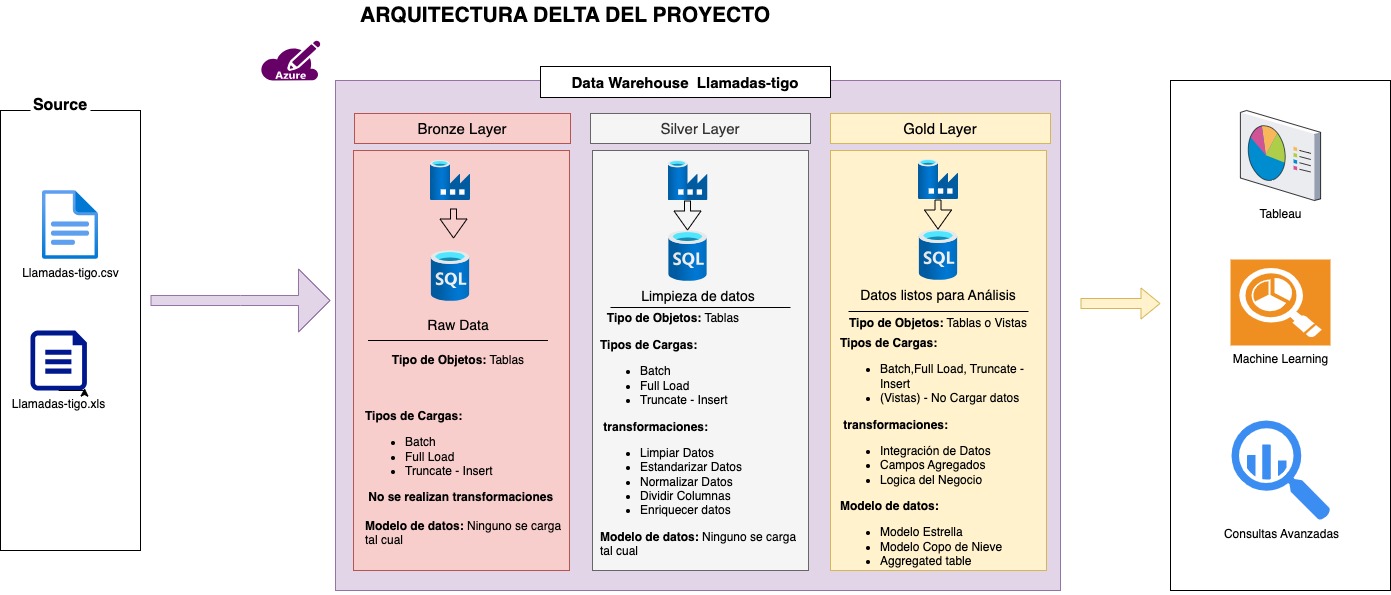 ARQUITECTURA DELTA DEL PROYECTO
Azure
Source
Llamadas-tigo.csv
Llamadas-tigo.xls
Data Warehouse Llamadas-tigo
Bronze Layer
SQL
Raw Data
Tipo de Objetos: Tablas
Tipos de Cargas:
• Batch
• Full Load
• Truncate - Insert
No se realizan transformaciones
Modelo de datos: Ninguno se carga
tal cual
Silver Layer
SQL
Limpieza de datos
Tipo de Objetos: Tablas
Tipos de Cargas:
• Batch
• Full Load
• Truncate - Insert
transformaciones:
• Limpiar Datos
• Estandarizar Datos
• Normalizar Datos
• Dividir Columnas
• Enriquecer datos
Modelo de datos: Ninguno se carga
tal cual
Gold Layer
SQL
Datos listos para Análisis
Tipo de Objetos: Tablas o Vistas
Tipos de Cargas:
• Batch,Full Load, Truncate -
Insert
• (Vistas) - No Cargar datos
transformaciones:
• Integración de Datos
• Campos Agregados
• Logica del Negocio
Modelo de datos:
• Modelo Estrella
• Modelo Copo de Nieve
• Aggregated table
Tableau
Machine Learning
Consultas Avanzadas